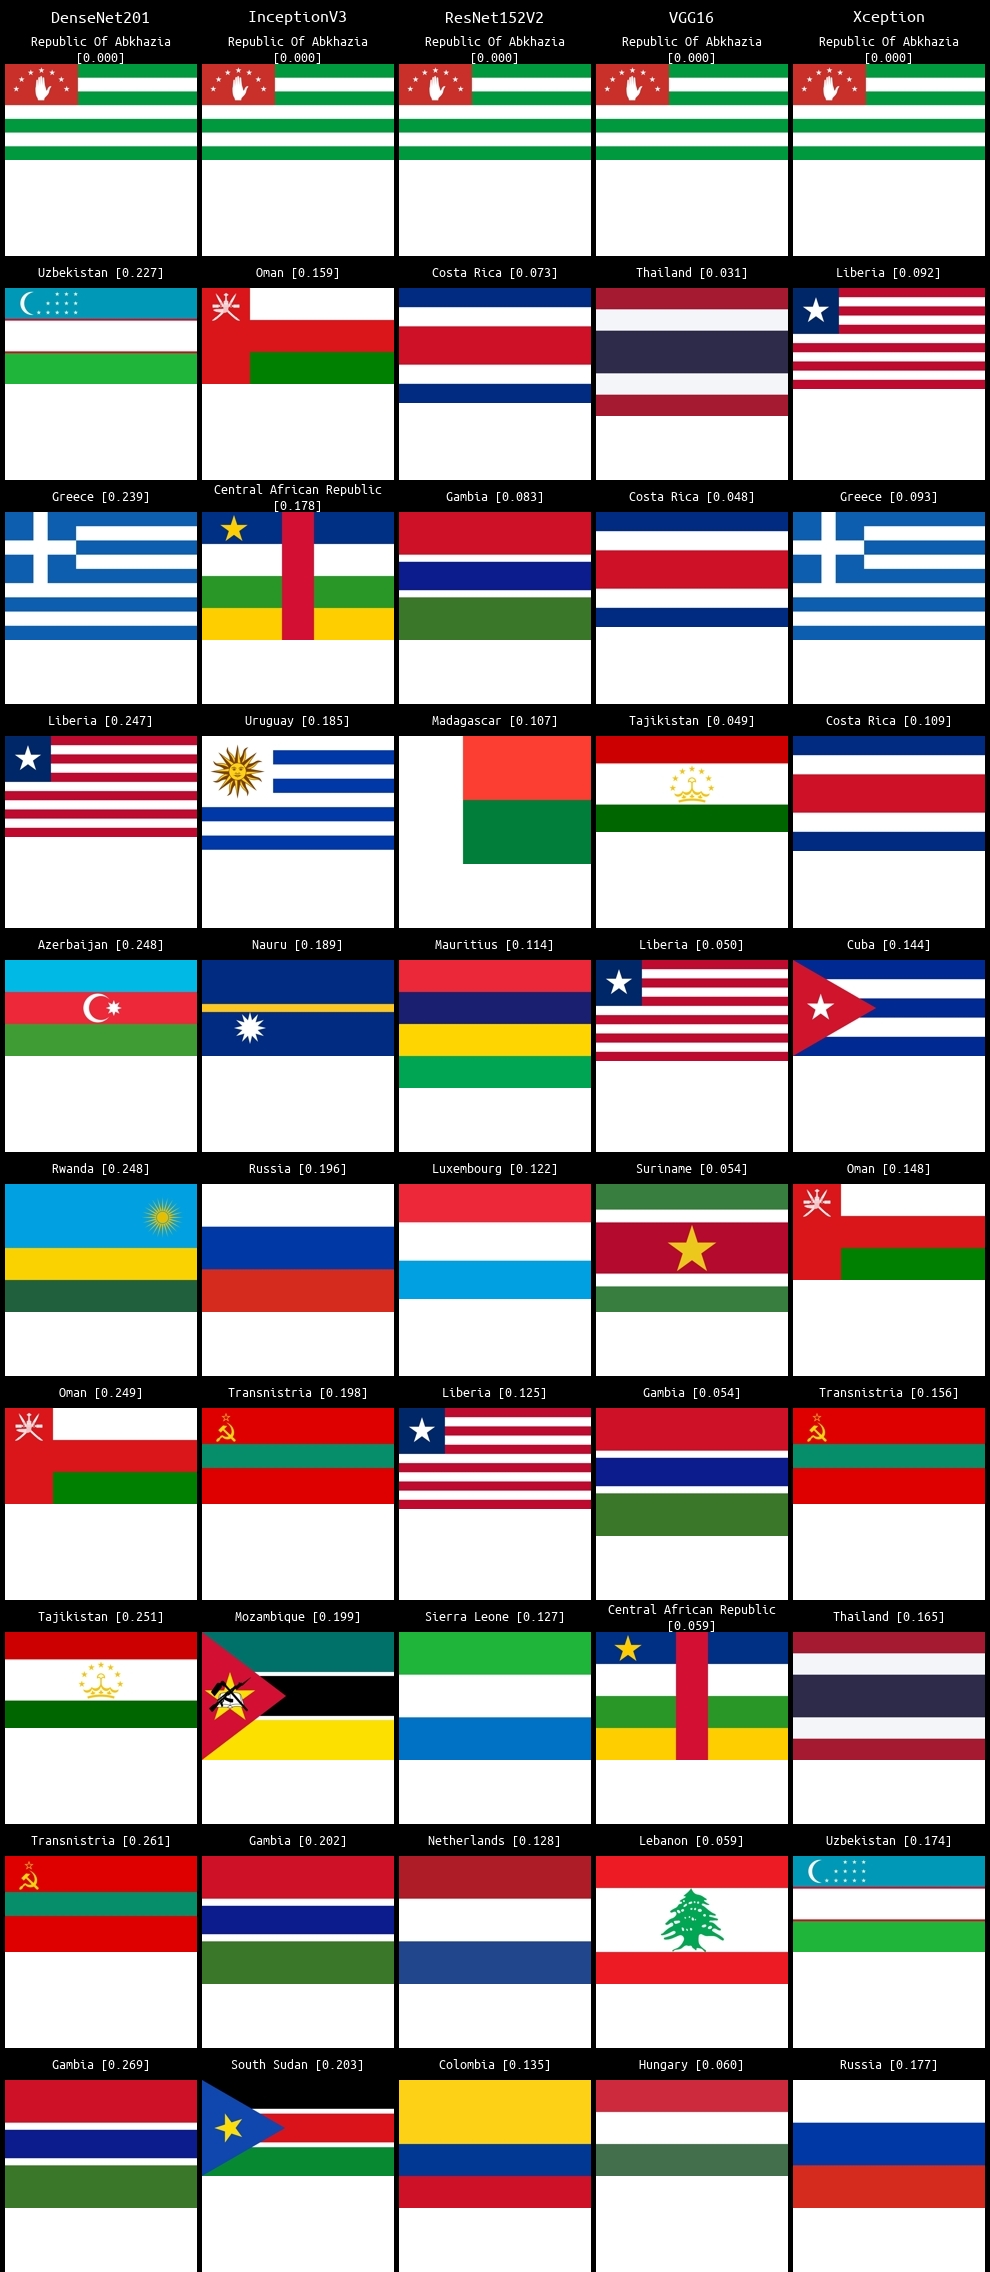 DenseNet201 InceptionV3 ResNet152V2 VGG16 Xception
Republic Of Abkhazia Republic Of Abkhazia Republic Of Abkhazia Republic Of Abkhazia Republic Of Abkhazia
[0.000] [0.000] [0.000] [0.000] [0.000]
Uzbekistan [0.227] Oman [0.159] Costa Rica [0.073] Thailand [0.031] Liberia [0.092]
Greece [0.239] Central African Republic Gambia [0.083] Costa Rica [0.048] Greece [0.093]
[0.178]
Liberia [0.247] Uruguay [0.185] Madagascar [0.107] Tajikistan [0.049] Costa Rica [0.109]
Azerbaijan [0.248] Nauru [0.189] Mauritius [0.114] Liberia [0.050] Cuba [0.144]
Rwanda [0.248] Russia [0.196] Luxembourg [0.122] Suriname [0.054] Oman [0.148]
Oman [0.249] Transnistria [0.198] Liberia [0.125] Gambia [0.054] Transnistria [0.156]
Tajikistan [0.251] Mozambique [0.199] Sierra Leone [0.127] Central African Republic Thailand [0.165]
[0.059]
Transnistria [0.261] Gambia [0.202] Netherlands [0.128] Lebanon [0.059] Uzbekistan [0.174]
Gambia [0.269] South Sudan [0.203] Colombia [0.135] Hungary [0.060] Russia [0.177]